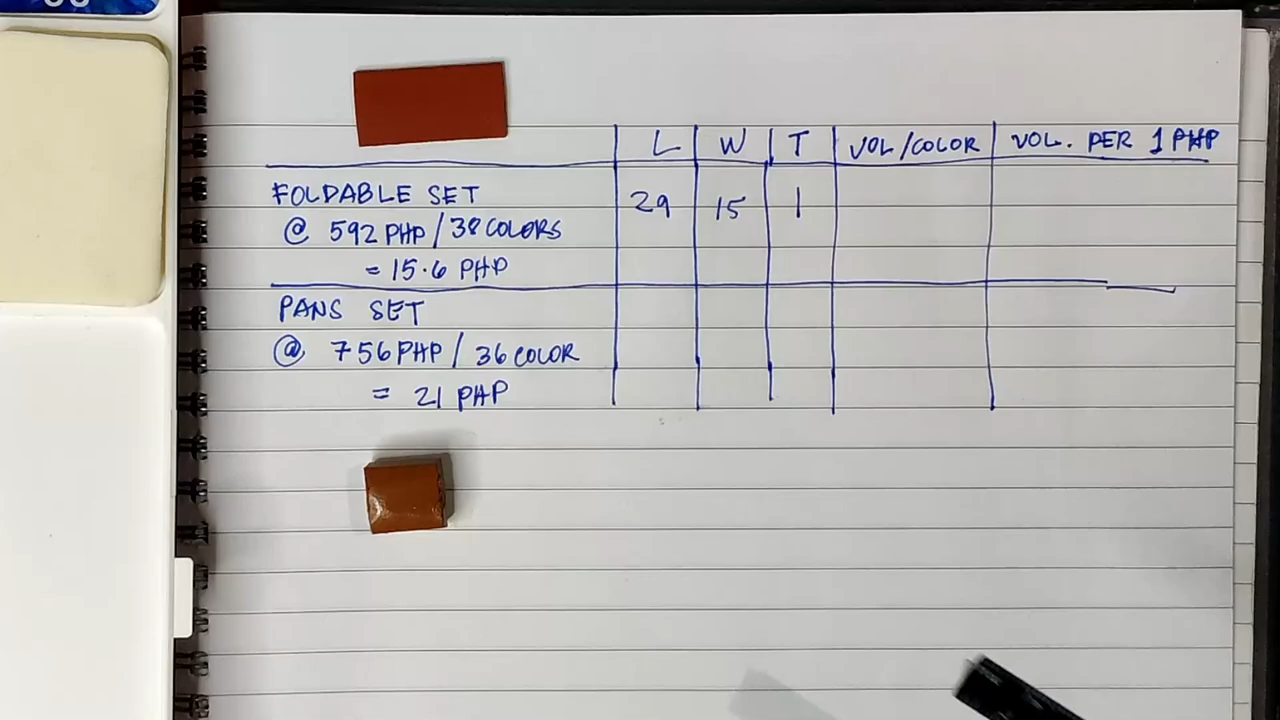 L W T VOL/COLOR VOL. PER 1 PHP
FOLDABLE SET
29 15 1
@ 592 PHP/38 COLORS
= 15.6 PHP
PANS SET
@ 756 PHP / 36 COLOR
= 21 PHP